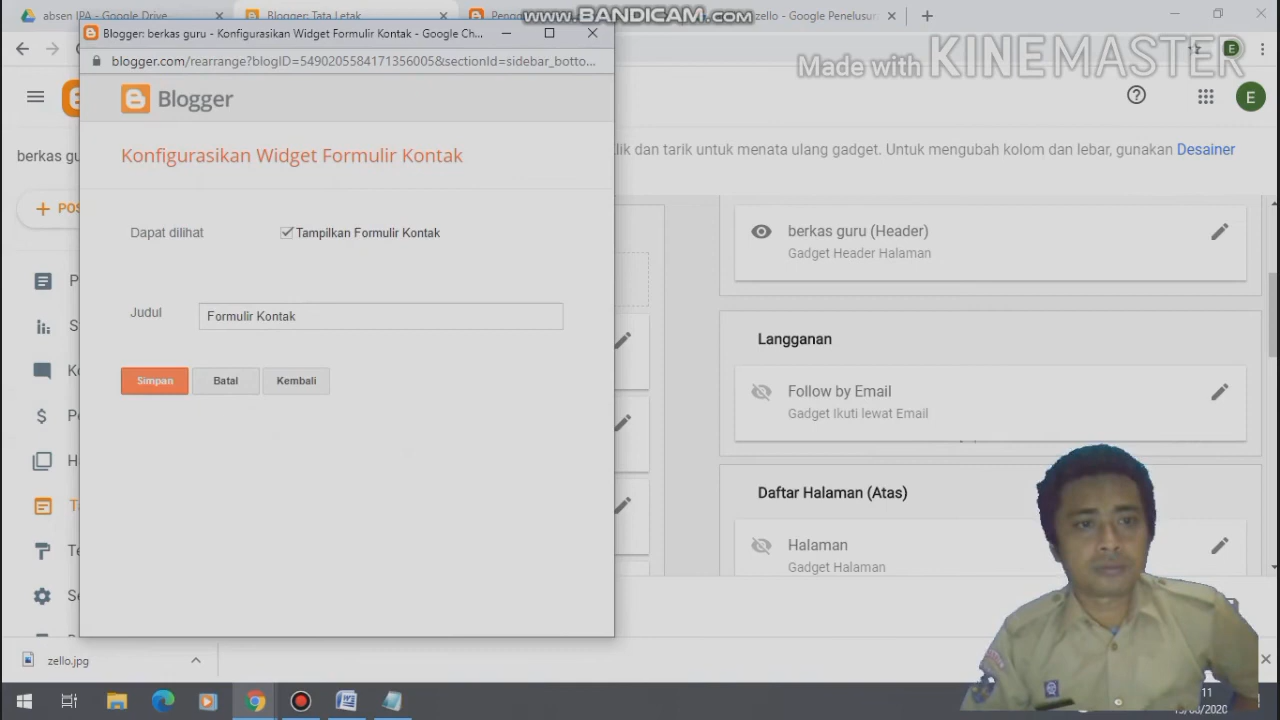 absen IPA - Google Drive
Blogger: Tata Letak
www.BANDICAM.com
zello - Google Penelusur
Blogger: berkas guru - Konfigurasikan Widget Formulir Kontak - Google Ch...
Made with KINEMASTER
blogger.com/rearrange?blogID=5490205584171356005&sectionId=sidebar_botto...
E
Blogger
E
berkas gu
Konfigurasikan Widget Formulir Kontak
lik dan tarik untuk menata ulang gadget. Untuk mengubah kolom dan lebar, gunakan Desainer
POS
Dapat dilihat
Tampilkan Formulir Kontak
berkas guru (Header)
Gadget Header Halaman
Judul
Formulir Kontak
Langganan
Simpan
Batal
Kembali
Follow by Email
Gadget Ikuti lewat Email
Daftar Halaman (Atas)
Halaman
Gadget Halaman
zello.jpg